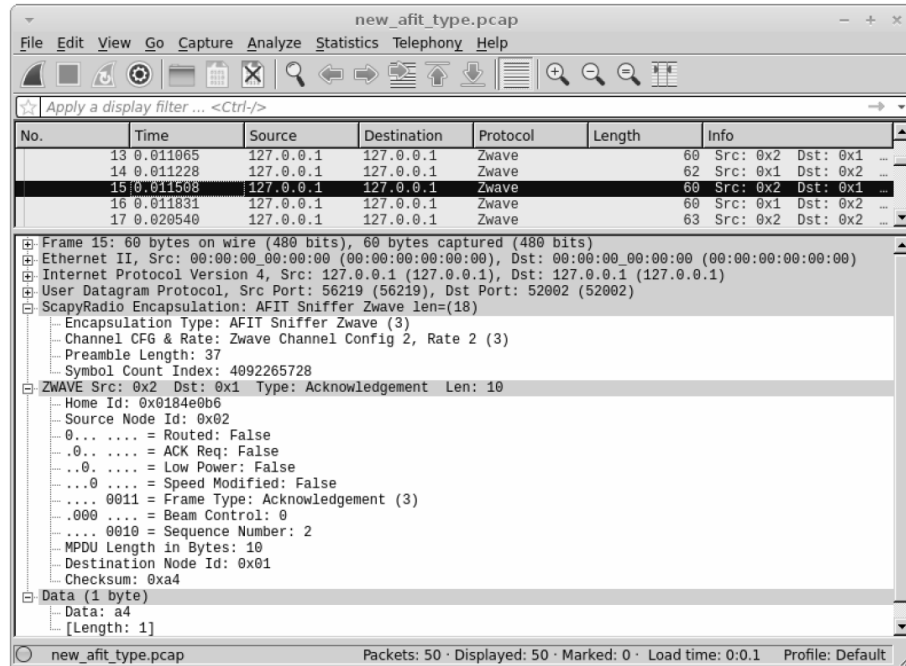 new_afit_type.pcap
File Edit View Go Capture Analyze Statistics Telephony Help
Apply a display filter ... <Ctrl-/>
No. Time Source Destination Protocol Length Info
13 0.011065 127.0.0.1 127.0.0.1 Zwave 60 Src: 0x2 Dst: 0x1 ...
14 0.011228 127.0.0.1 127.0.0.1 Zwave 62 Src: 0x1 Dst: 0x2 ...
15 0.011508 127.0.0.1 127.0.0.1 Zwave 60 Src: 0x2 Dst: 0x1 ...
16 0.011831 127.0.0.1 127.0.0.1 Zwave 60 Src: 0x1 Dst: 0x2 ...
17 0.020540 127.0.0.1 127.0.0.1 Zwave 63 Src: 0x2 Dst: 0x2 ...
Frame 15: 60 bytes on wire (480 bits), 60 bytes captured (480 bits)
Ethernet II, Src: 00:00:00_00:00:00 (00:00:00:00:00:00), Dst: 00:00:00_00:00:00 (00:00:00:00:00:00)
Internet Protocol Version 4, Src: 127.0.0.1 (127.0.0.1), Dst: 127.0.0.1 (127.0.0.1)
User Datagram Protocol, Src Port: 56219 (56219), Dst Port: 52002 (52002)
ScapyRadio Encapsulation: AFIT Sniffer Zwave len=(18)
Encapsulation Type: AFIT Sniffer Zwave (3)
Channel CFG & Rate: Zwave Channel Config 2, Rate 2 (3)
Preamble Length: 37
Symbol Count Index: 4092265728
ZWAVE Src: 0x2 Dst: 0x1 Type: Acknowledgement Len: 10
Home Id: 0x0184e0b6
Source Node Id: 0x02
0... .... = Routed: False
.0.. .... = ACK Req: False
..0. .... = Low Power: False
...0 .... = Speed Modified: False
.... 0011 = Frame Type: Acknowledgement (3)
.000 .... = Beam Control: 0
.... 0010 = Sequence Number: 2
MPDU Length in Bytes: 10
Destination Node Id: 0x01
Checksum: 0xa4
Data (1 byte)
Data: a4
[Length: 1]
new_afit_type.pcap Packets: 50 · Displayed: 50 · Marked: 0 · Load time: 0:0.1 Profile: Default